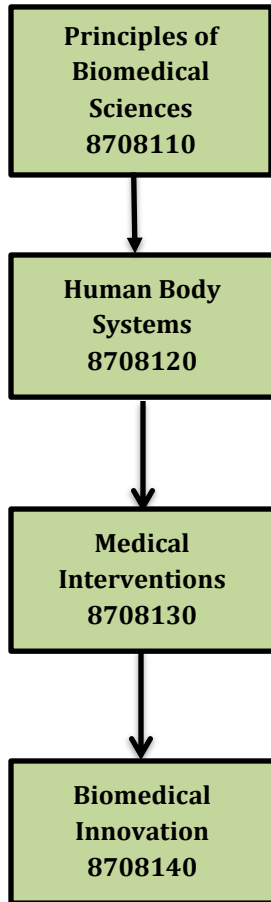 Principles of
Biomedical
Sciences
8708110
Human Body
Systems
8708120
Medical
Interventions
8708130
Biomedical
Innovation
8708140